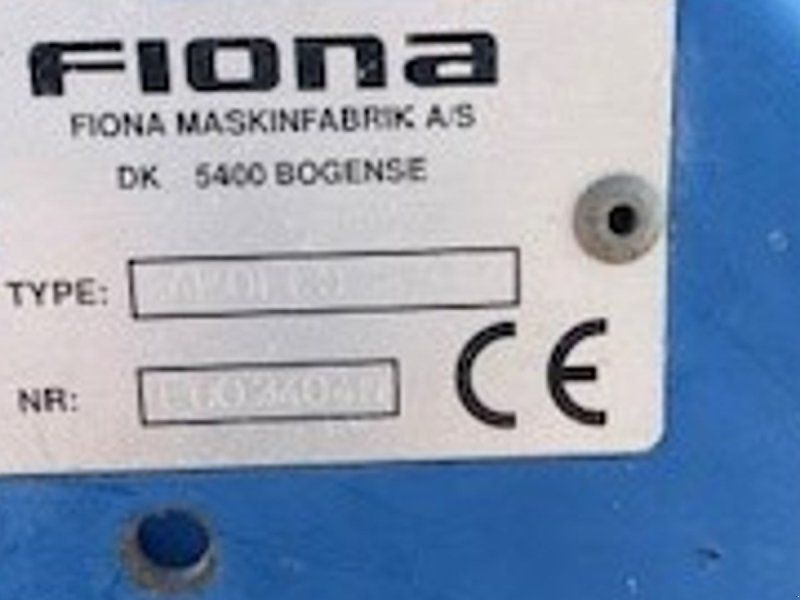 FIONA
FIONA MASKINFABRIK A/S
DK 5400 BOGENSE
TYPE:
NR:
CE